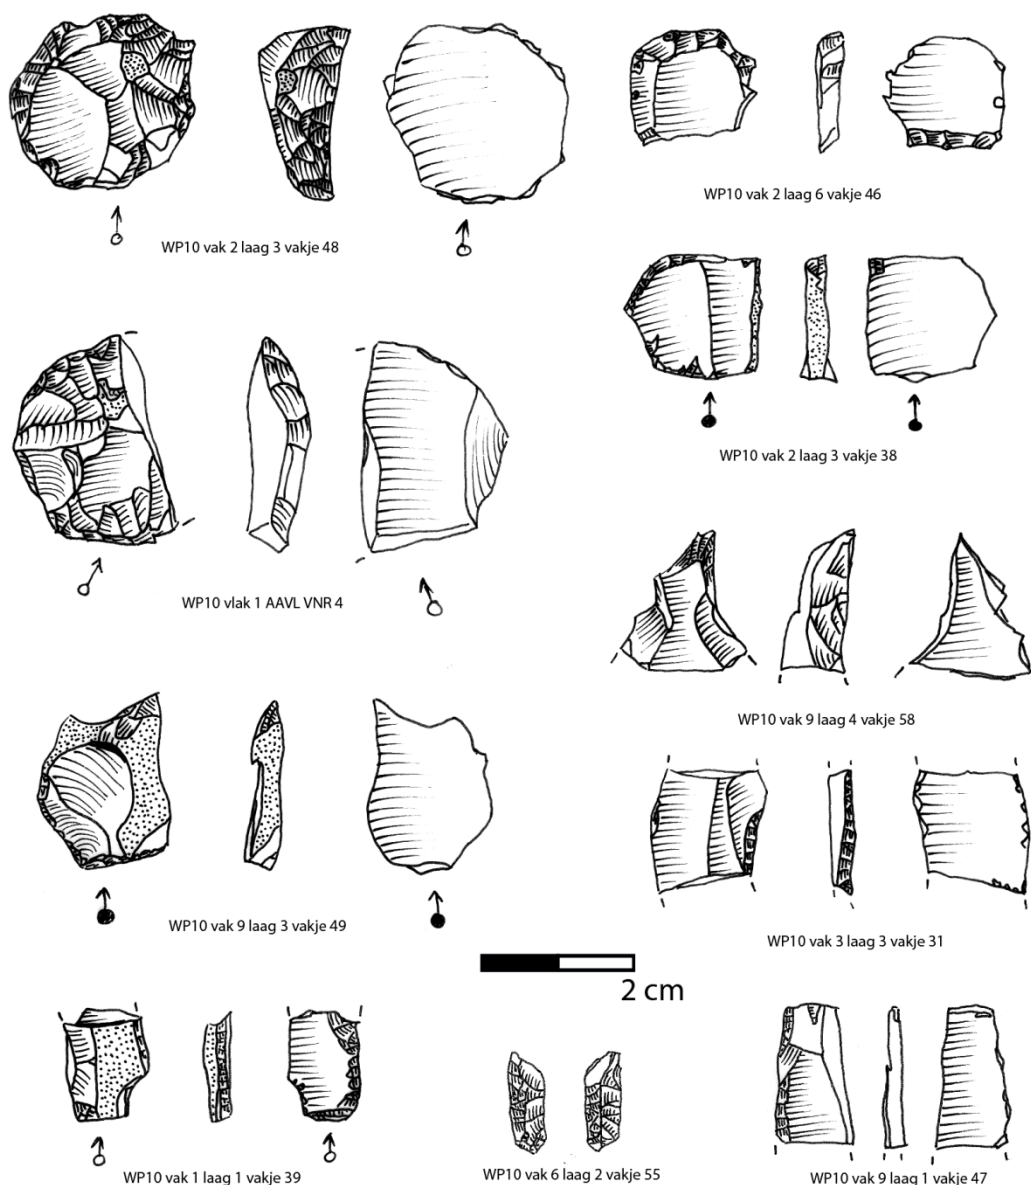 WP10 vak 2 laag 3 vakje 48
WP10 vak 2 laag 6 vakje 46
WP10 vak 2 laag 3 vakje 38
WP10 vlak 1 AAVL VNR 4
WP10 vak 9 laag 4 vakje 58
WP10 vak 9 laag 3 vakje 49
WP10 vak 3 laag 3 vakje 31
2 cm
WP10 vak 1 laag 1 vakje 39
WP10 vak 6 laag 2 vakje 55
WP10 vak 9 laag 1 vakje 47